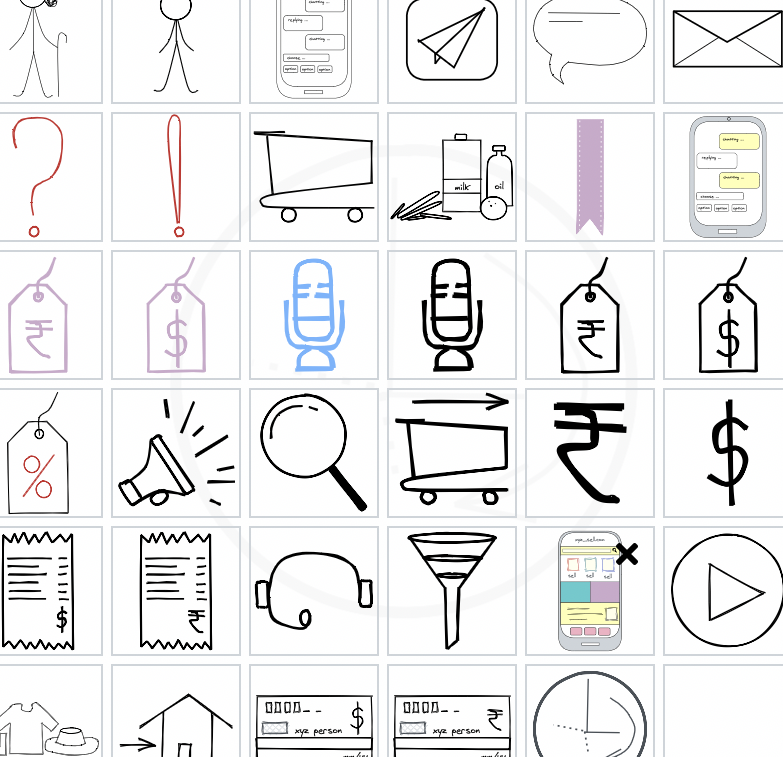 chatting ...
replying ...
chatting ...
choose ...
option option option
?
!
milk
oil
chatting ...
replying ...
chatting ...
choose ...
option option option
₹
$
₹
$
%
₹
$
$
₹
xyz_sell.com
sell sell sell
$
xyz person
₹
xyz person